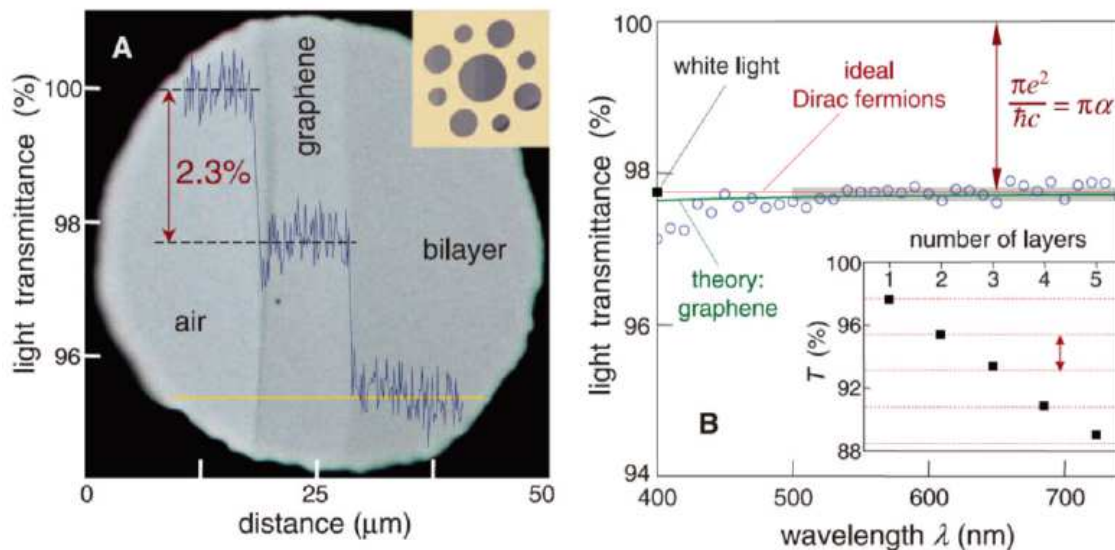 A
light transmittance (%)
100
98
96
2.3%
graphene
air
bilayer
0
25
50
distance (μm)
light transmittance (%)
100
98
96
94
white light
ideal
Dirac fermions
πe²/ℏc = πα
theory:
graphene
B
number of layers
1 2 3 4 5
T (%)
100
96
92
88
400 500 600 700
wavelength λ (nm)